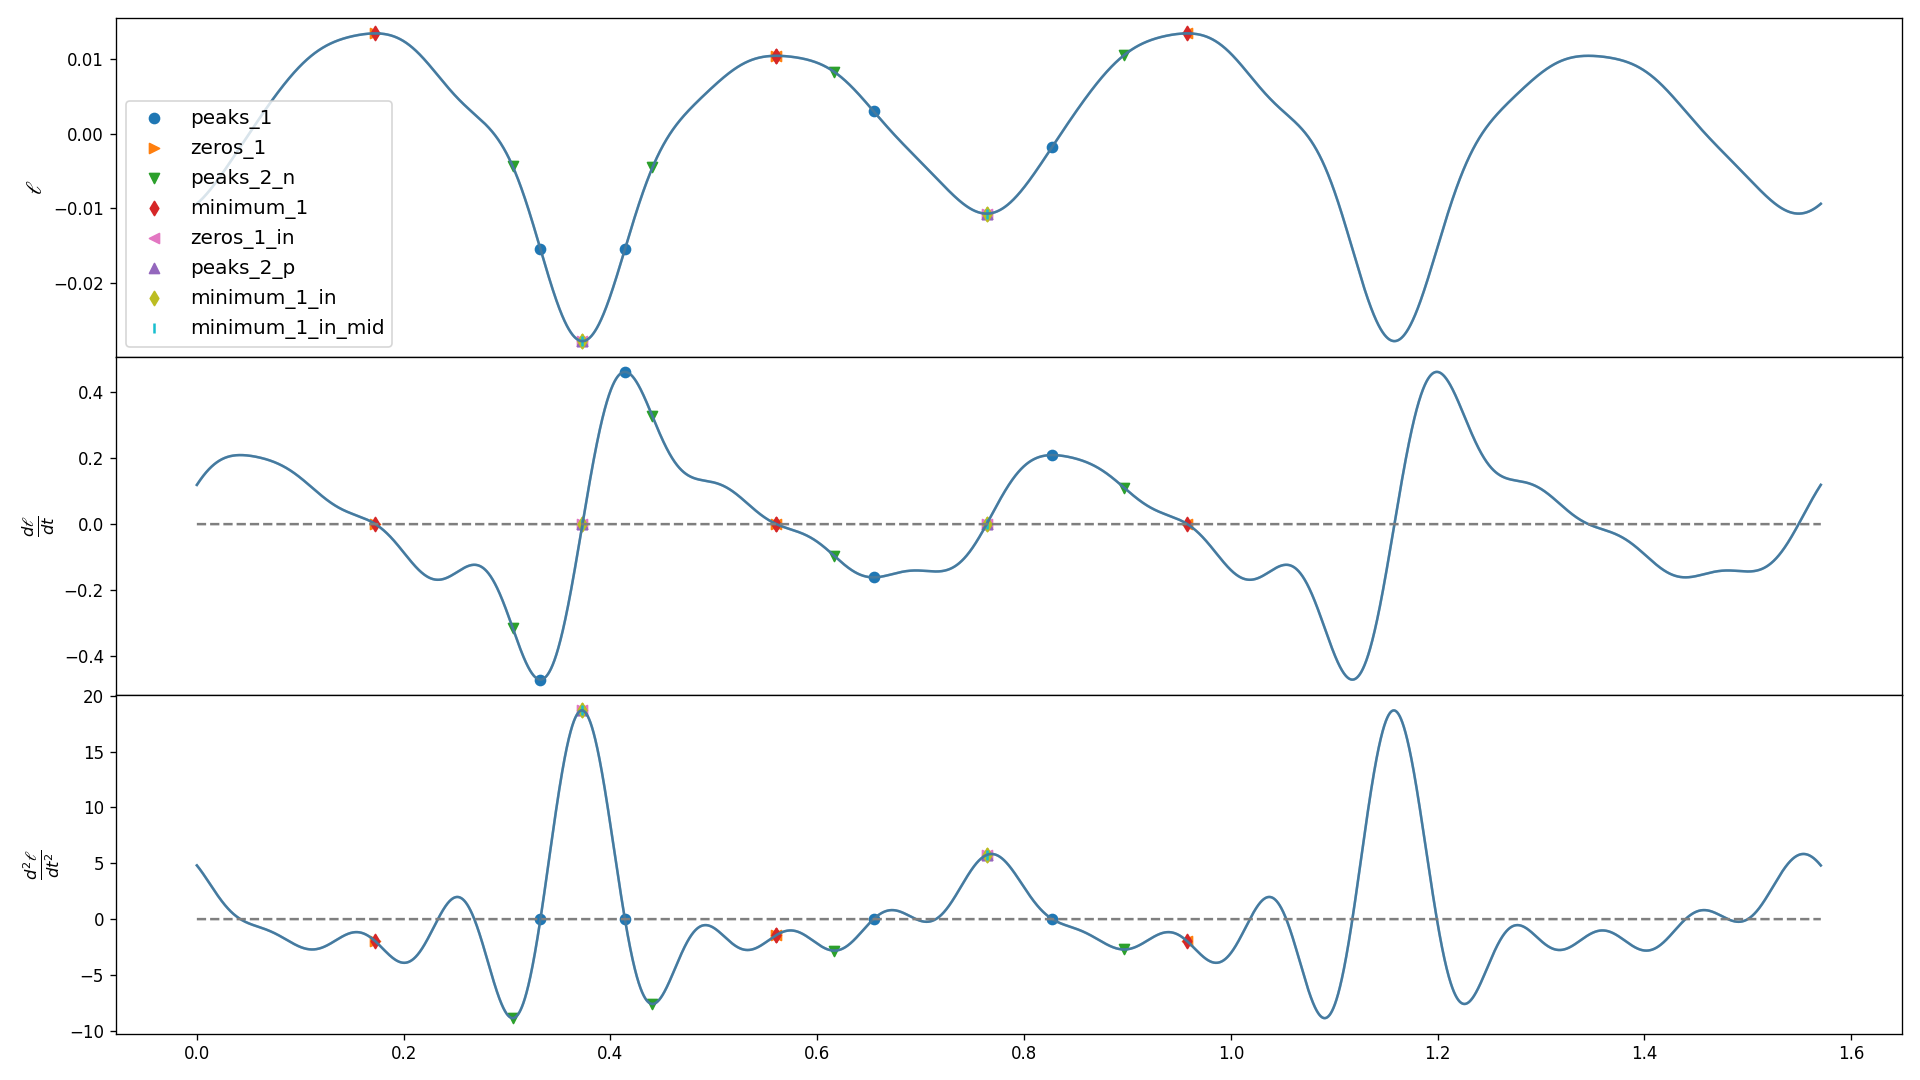 0.01
0.00
−0.01
−0.02
ℓ
peaks_1
zeros_1
peaks_2_n
minimum_1
zeros_1_in
peaks_2_p
minimum_1_in
minimum_1_in_mid
0.4
0.2
0.0
−0.2
−0.4
dℓ
dt
20
15
10
5
0
−5
−10
d²ℓ
dt²
0.0 0.2 0.4 0.6 0.8 1.0 1.2 1.4 1.6